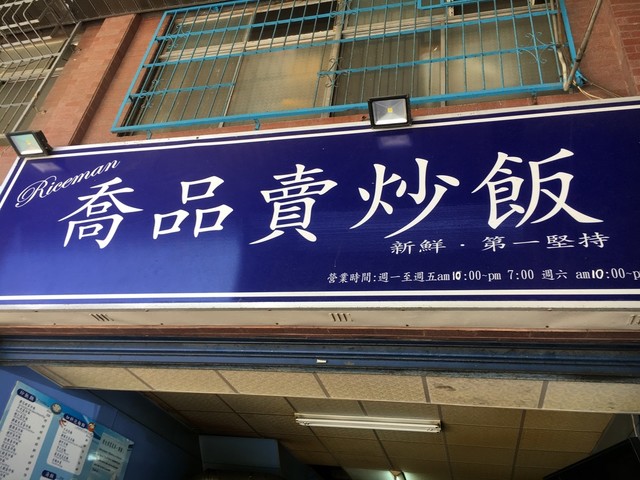 Riceman
喬品賣炒飯
新鮮·第一堅持
營業時間:週一至週五am10:00~pm 7:00 週六 am10:00~p